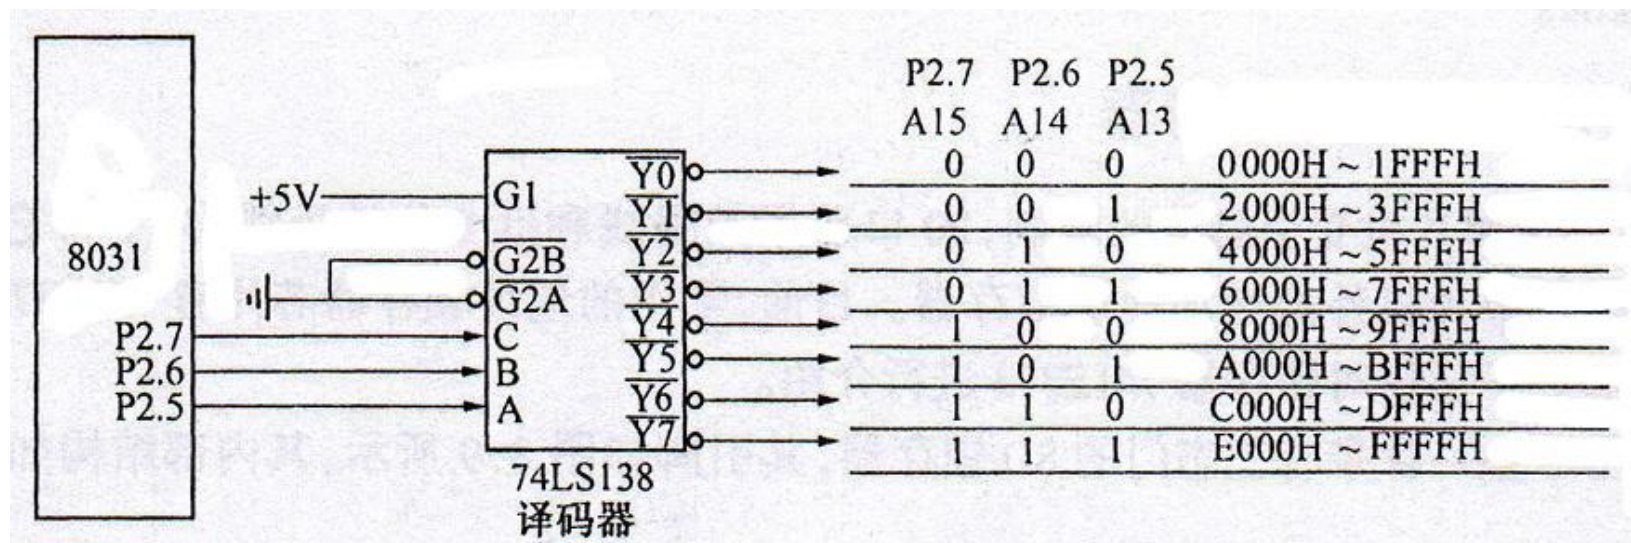 P2.7 P2.6 P2.5
A15 A14 A13
8031
+5V
P2.7
P2.6
P2.5
G1
G2B
G2A
C
B
A
Y0
Y1
Y2
Y3
Y4
Y5
Y6
Y7
74LS138
译码器
0 0 0 0000H ~ 1FFFH
0 0 1 2000H ~ 3FFFH
0 1 0 4000H ~ 5FFFH
0 1 1 6000H ~ 7FFFH
1 0 0 8000H ~ 9FFFH
1 0 1 A000H ~ BFFFH
1 1 0 C000H ~ DFFFH
1 1 1 E000H ~ FFFFH